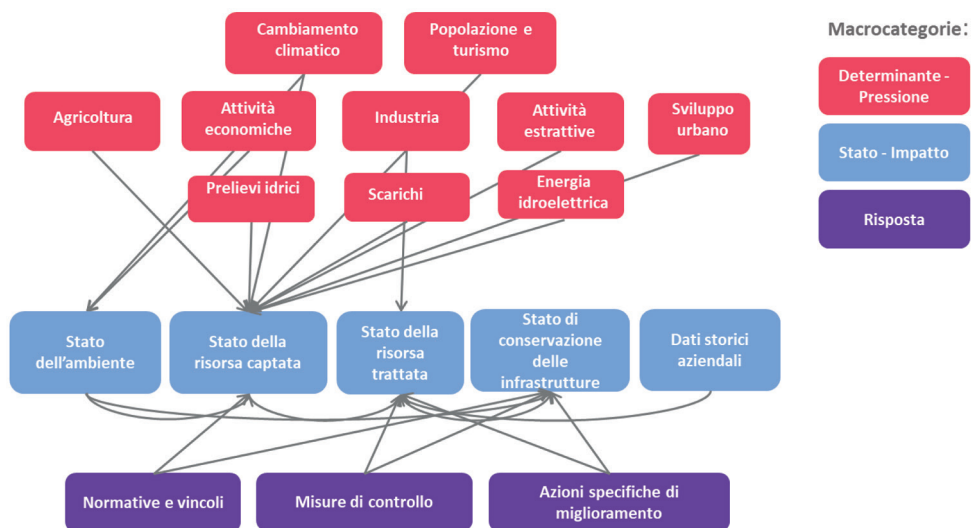 Cambiamento
climatico
Popolazione e
turismo
Macrocategorie:
Agricoltura
Attività
economiche
Industria
Attività
estrattive
Sviluppo
urbano
Determinante -
Pressione
Prelievi idrici
Scarichi
Energia
idroelettrica
Stato - Impatto
Risposta
Stato
dell'ambiente
Stato della
risorsa captata
Stato della
risorsa
trattata
Stato di
conservazione
delle
infrastrutture
Dati storici
aziendali
Normative e vincoli
Misure di controllo
Azioni specifiche di
miglioramento